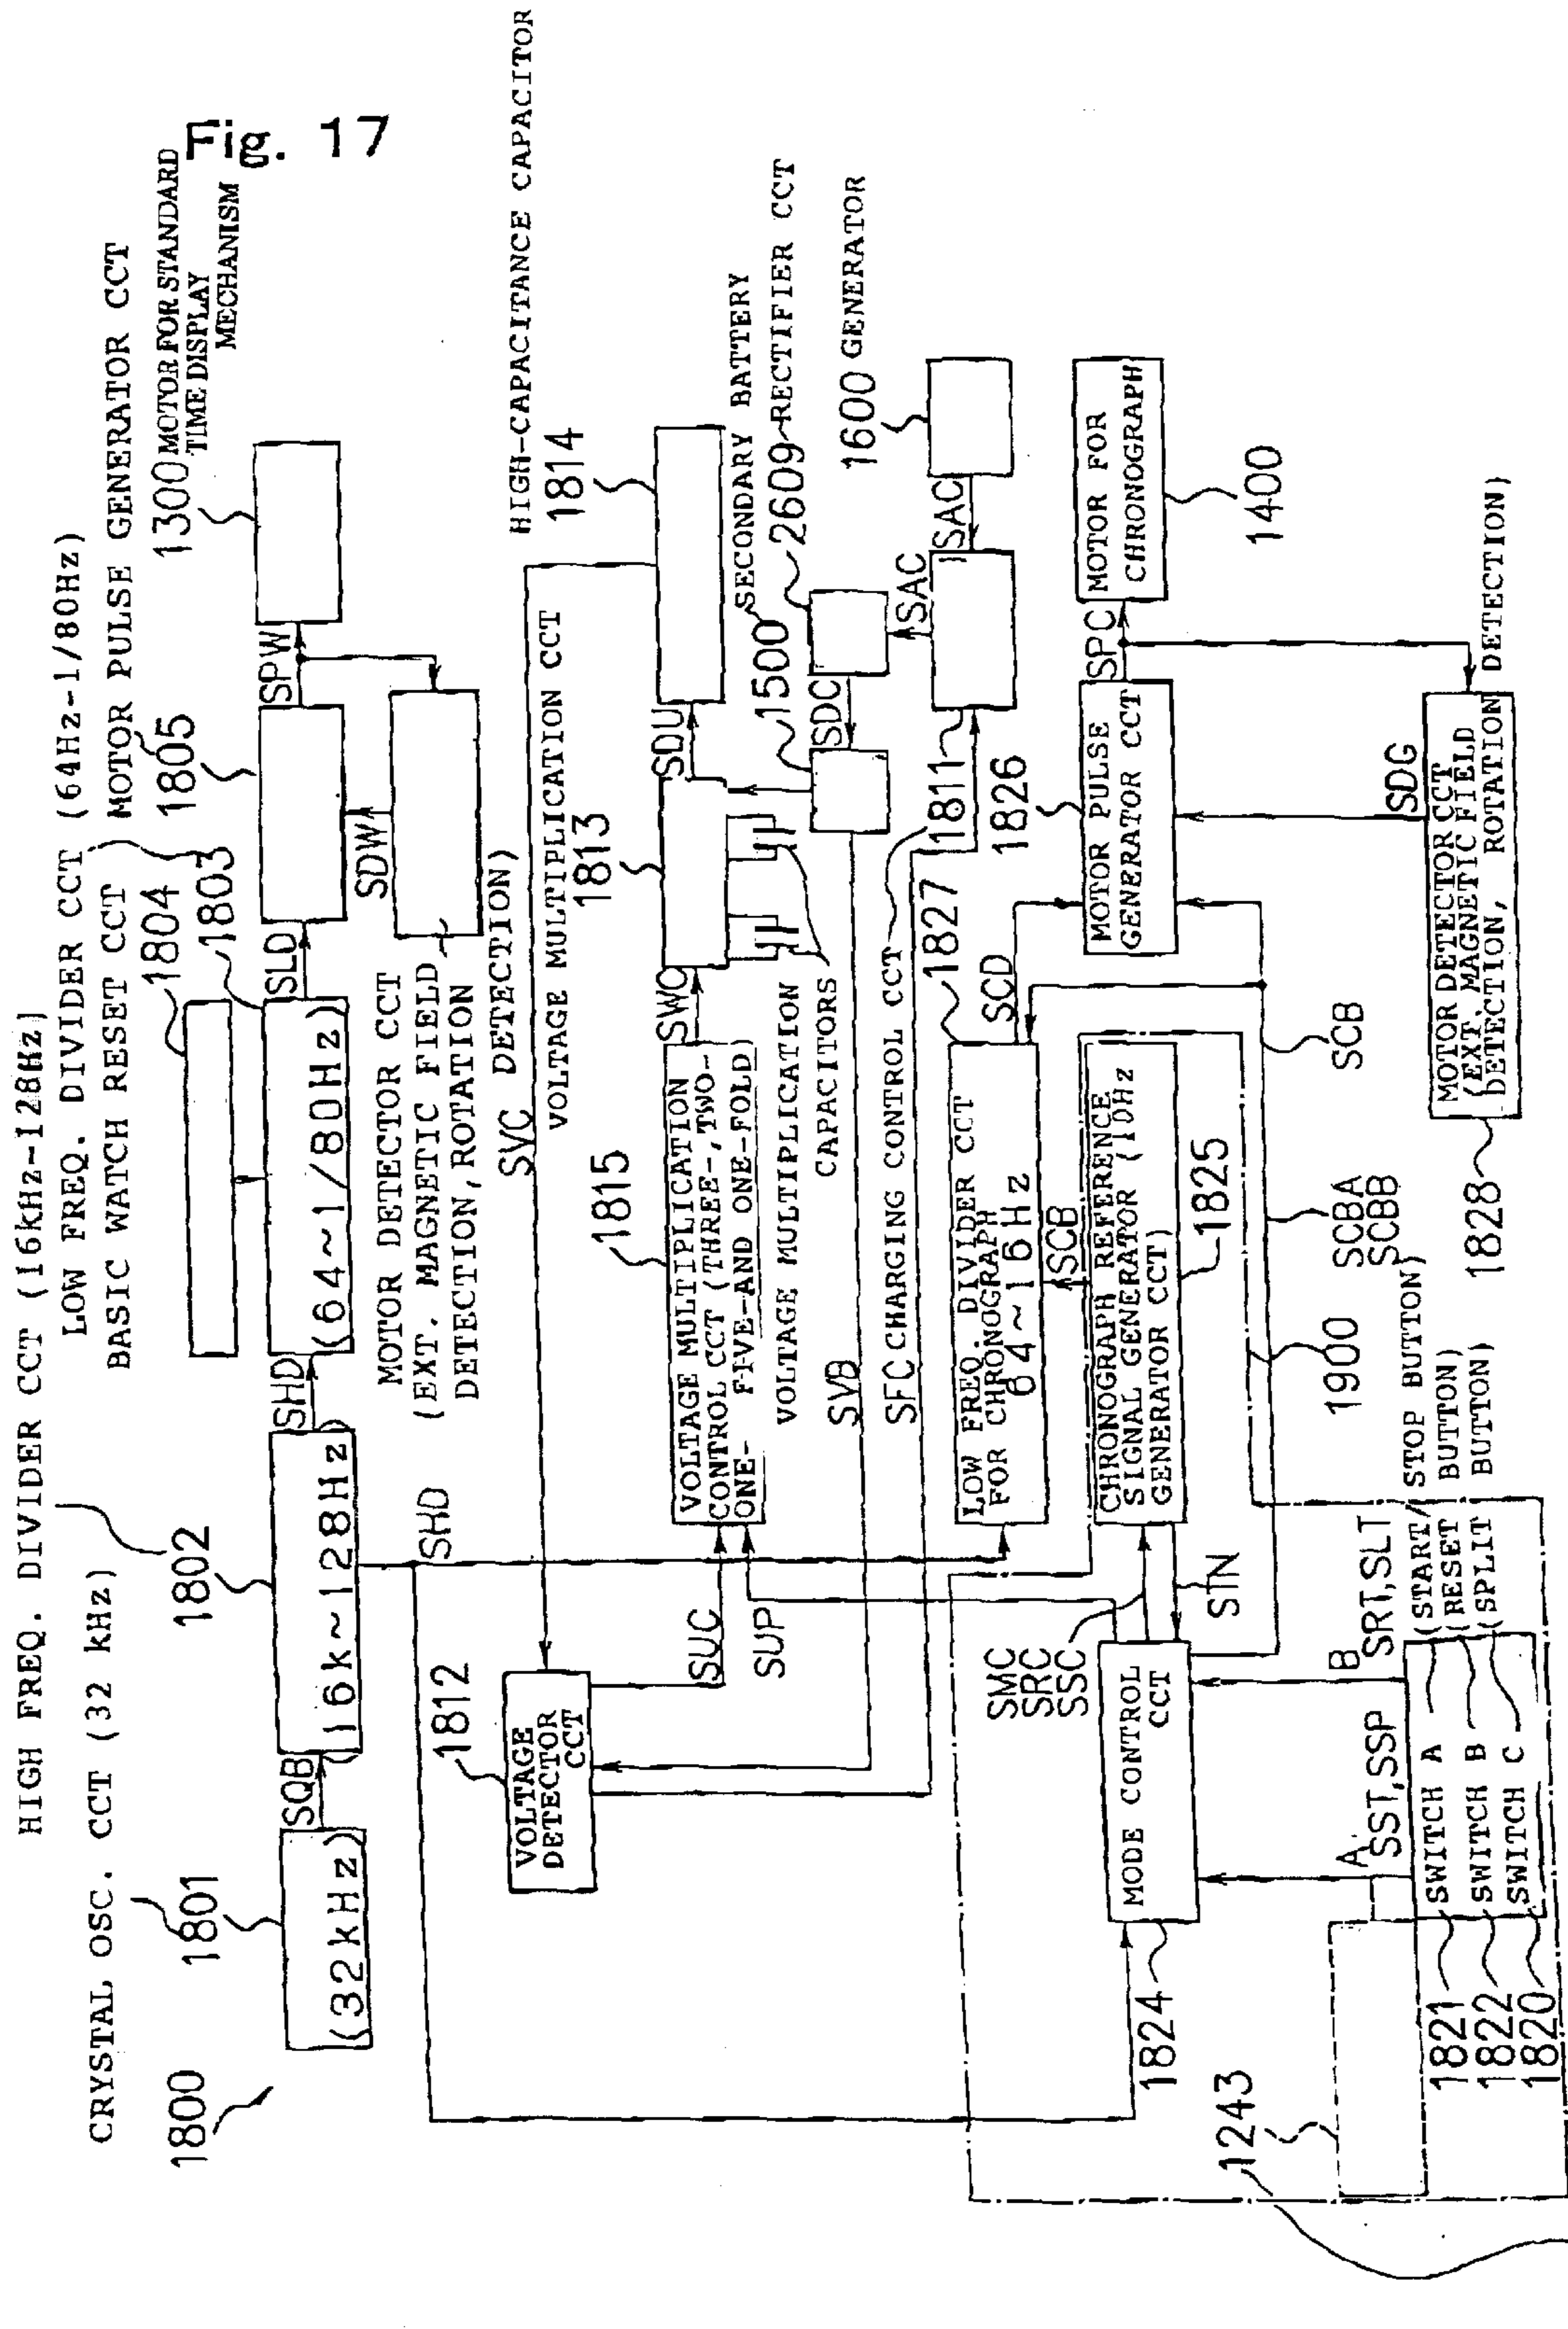 Fig. 17
HIGH FREQ. DIVIDER CCT (16kHz-128Hz)
LOW FREQ. DIVIDER CCT (64Hz-1/80Hz)
CRYSTAL OSC. CCT (32 kHz)
BASIC WATCH RESET CCT
MOTOR PULSE GENERATOR CCT
1800
1801
1802
1804
1803
1805
1300
MOTOR FOR STANDARD
TIME DISPLAY
MECHANISM
(32kHz)
SQB
(16k~128Hz)
SHD
(64~1/80Hz)
SLD
SPW
SDW
MOTOR DETECTOR CCT
(EXT. MAGNETIC FIELD
DETECTION, ROTATION
DETECTION)
SHD
SVC
VOLTAGE MULTIPLICATION CCT
HIGH-CAPACITANCE CAPACITOR
1812
VOLTAGE
DETECTOR
CCT
1815
VOLTAGE MULTIPLICATION
CONTROL CCT (THREE-,TWO-
ONE- FIVE-AND ONE-FOLD)
SWC
1813
SDU
1814
SUC
SUP
VOLTAGE MULTIPLICATION
CAPACITORS
SECONDARY BATTERY
1500
SDC
2609
RECTIFIER CCT
SVB
SFC
CHARGING CONTROL CCT
1811
SAC
SAC
1600
GENERATOR
LOW FREQ. DIVIDER CCT
FOR CHRONOGRAPH
64~16Hz
1827
SCD
1826
MOTOR PULSE
GENERATOR CCT
SPC
MOTOR FOR
CHRONOGRAPH
1400
SMC
SRC
SSC
SCB
CHRONOGRAPH REFERENCE
SIGNAL GENERATOR (10Hz
GENERATOR CCT)
1825
MODE CONTROL
CCT
1824
STN
SCB
SDG
SCBA
SCBB
1900
MOTOR DETECTOR CCT
(EXT. MAGNETIC FIELD
DETECTION, ROTATION DETECTION)
1828
1243
A
SST,SSP
B
SRT,SLT
1821
SWITCH A
(START/ STOP BUTTON)
1822
SWITCH B
(RESET BUTTON)
1820
SWITCH C
(SPLIT BUTTON)